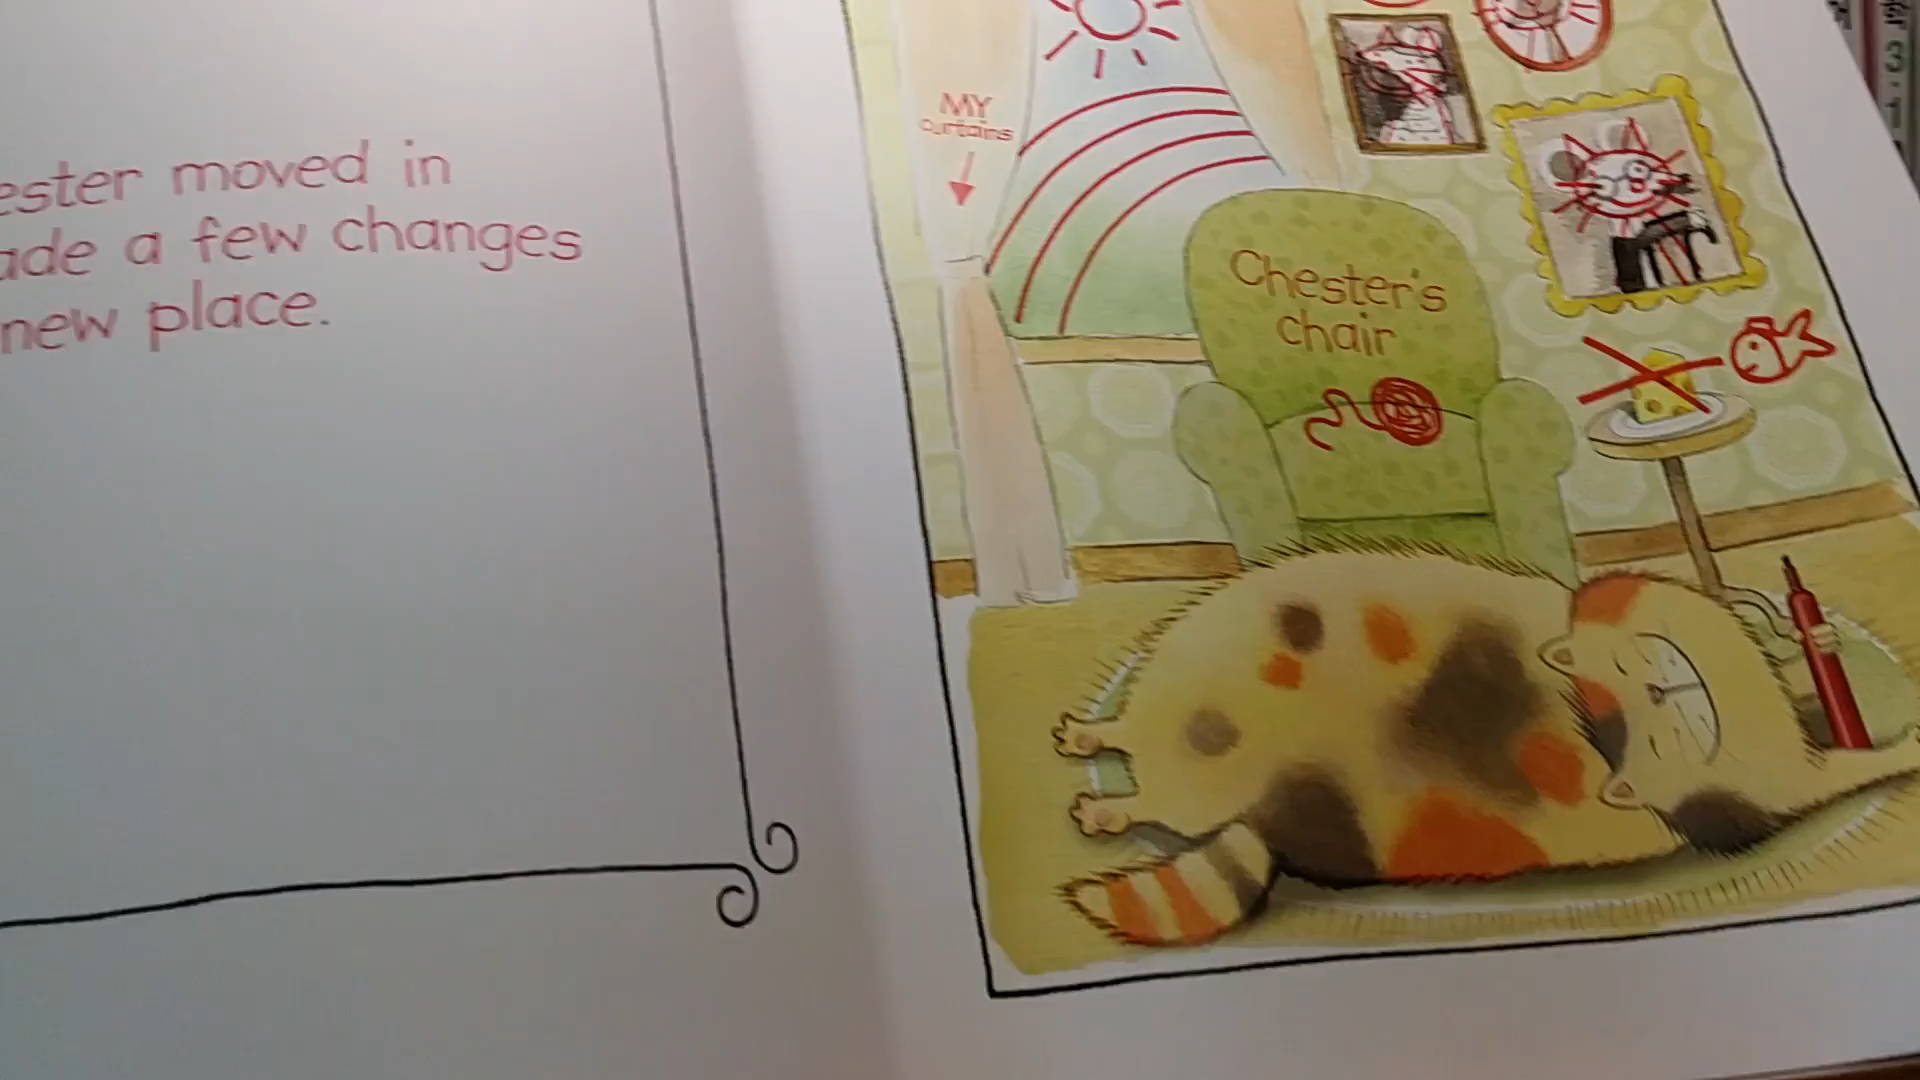 ester moved in
ade a few changes
new place.
MY
curtains
Chester's
chair